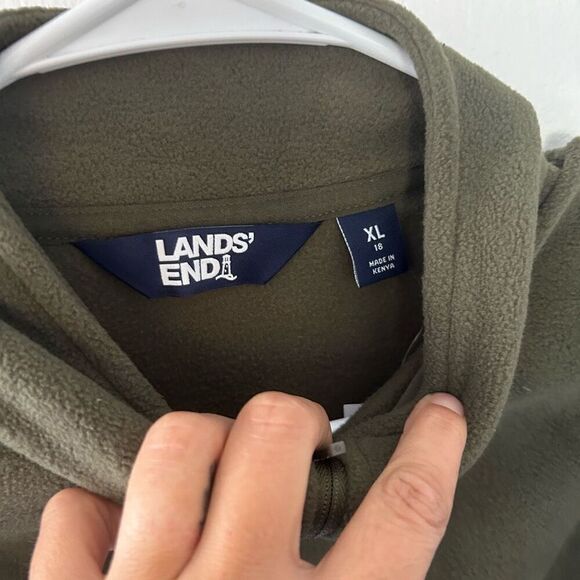 LANDS'
END
XL
18
MADE IN
KENYA